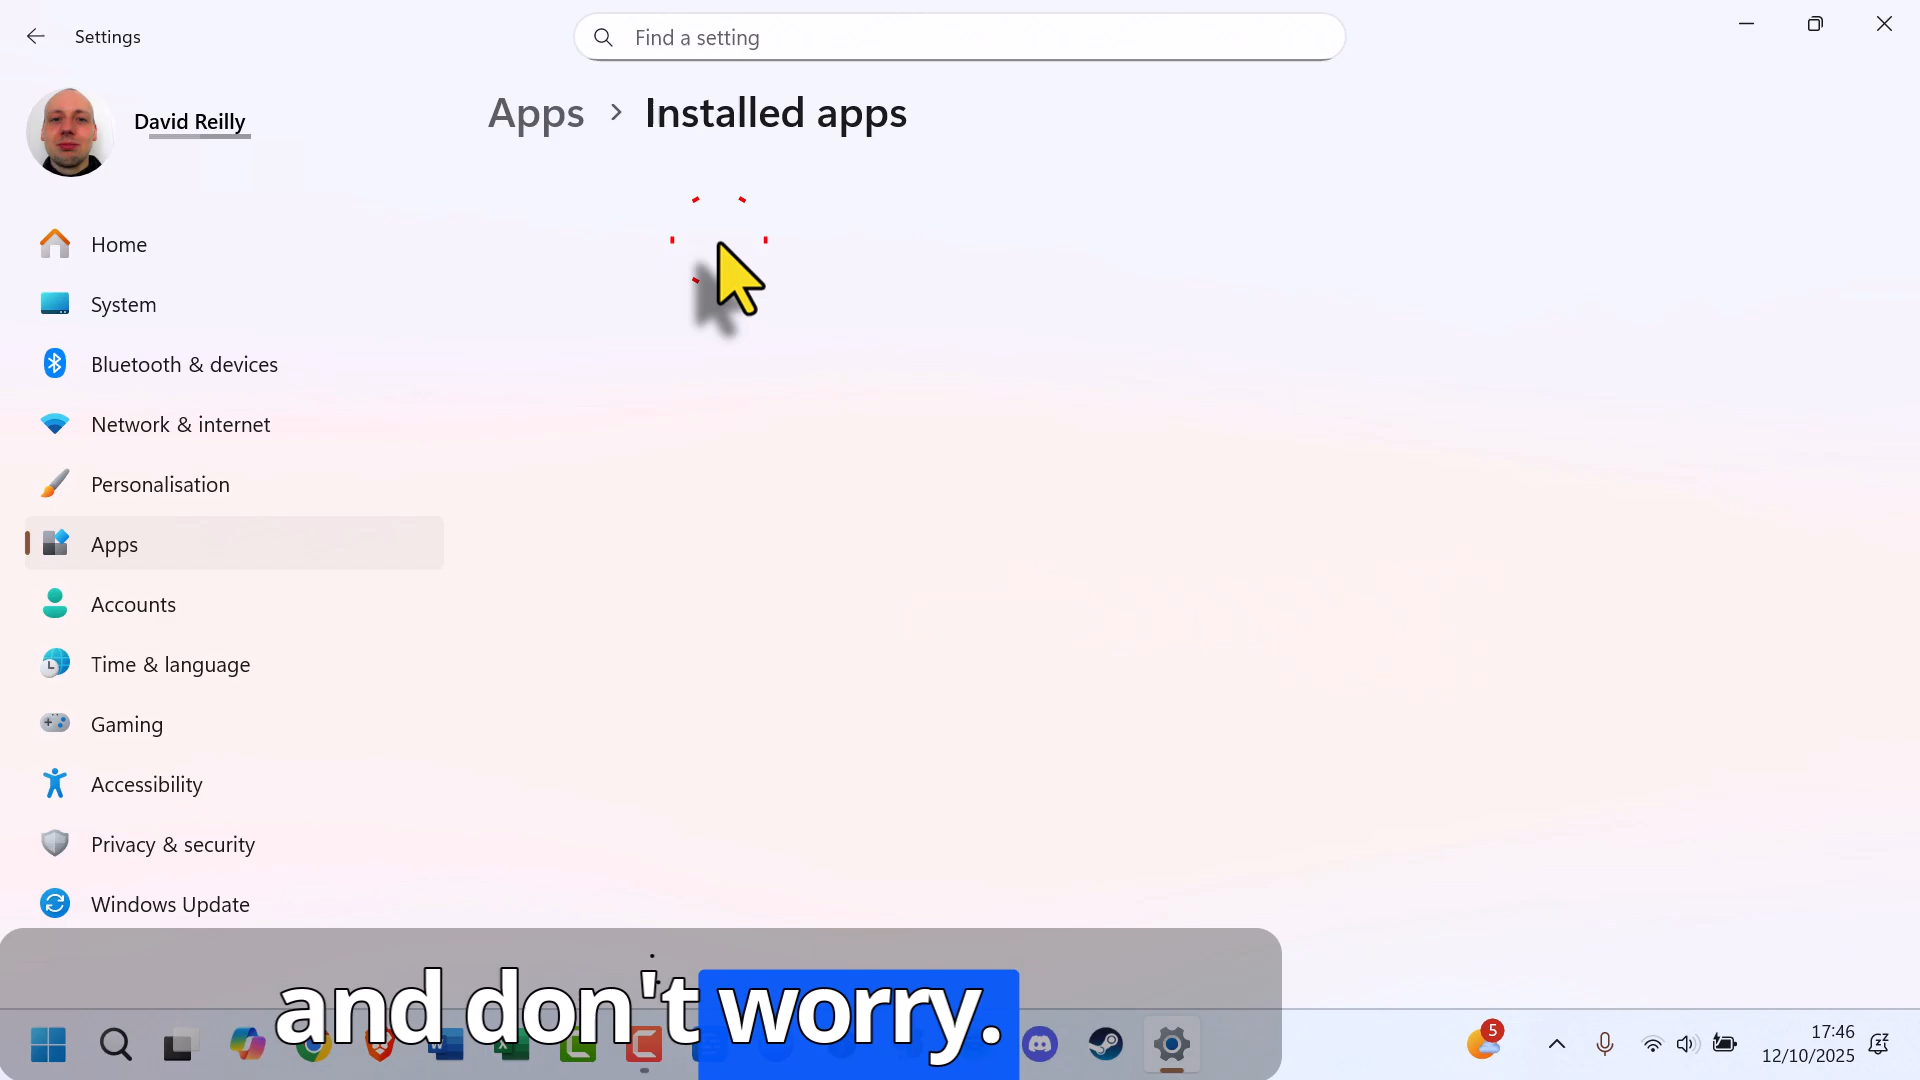 Settings
Find a setting
David Reilly
Apps > Installed apps
Home
System
Bluetooth & devices
Network & internet
Personalisation
Apps
Accounts
Time & language
Gaming
Accessibility
Privacy & security
Windows Update
and don't worry.
5
17:46
12/10/2025